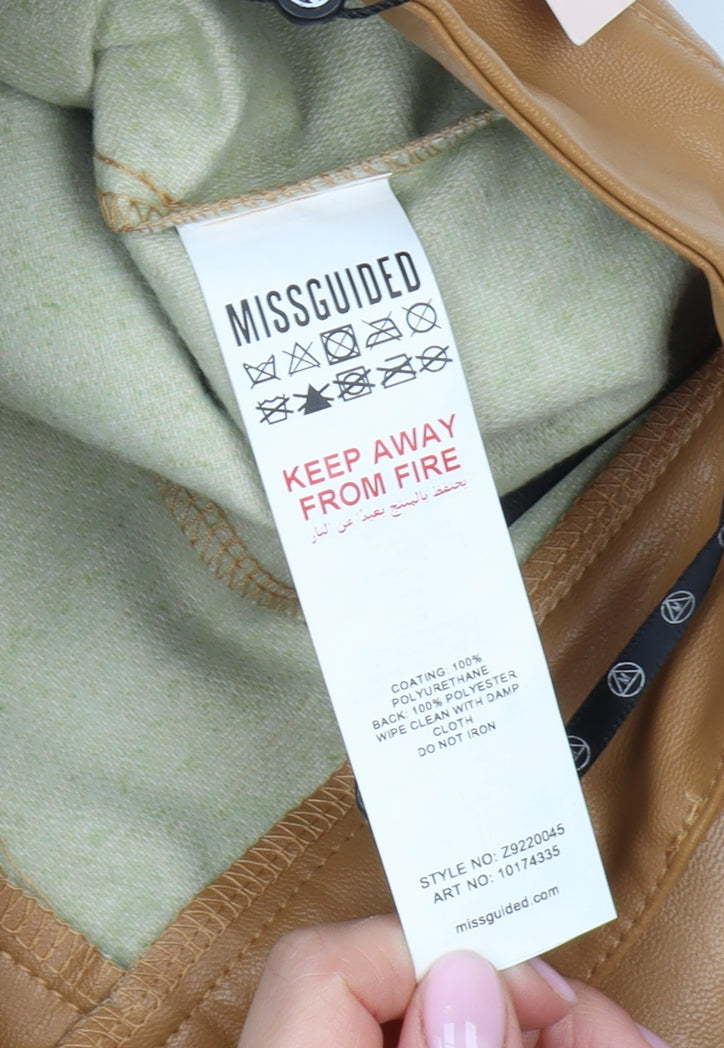 MISSGUIDED
KEEP AWAY
FROM FIRE
يحتفظ بالمنتج بعيدًا عن النار
COATING: 100%
POLYURETHANE
BACK: 100% POLYESTER
WIPE CLEAN WITH DAMP
CLOTH
DO NOT IRON
STYLE NO: Z9220045
ART NO: 10174335
missguided.com